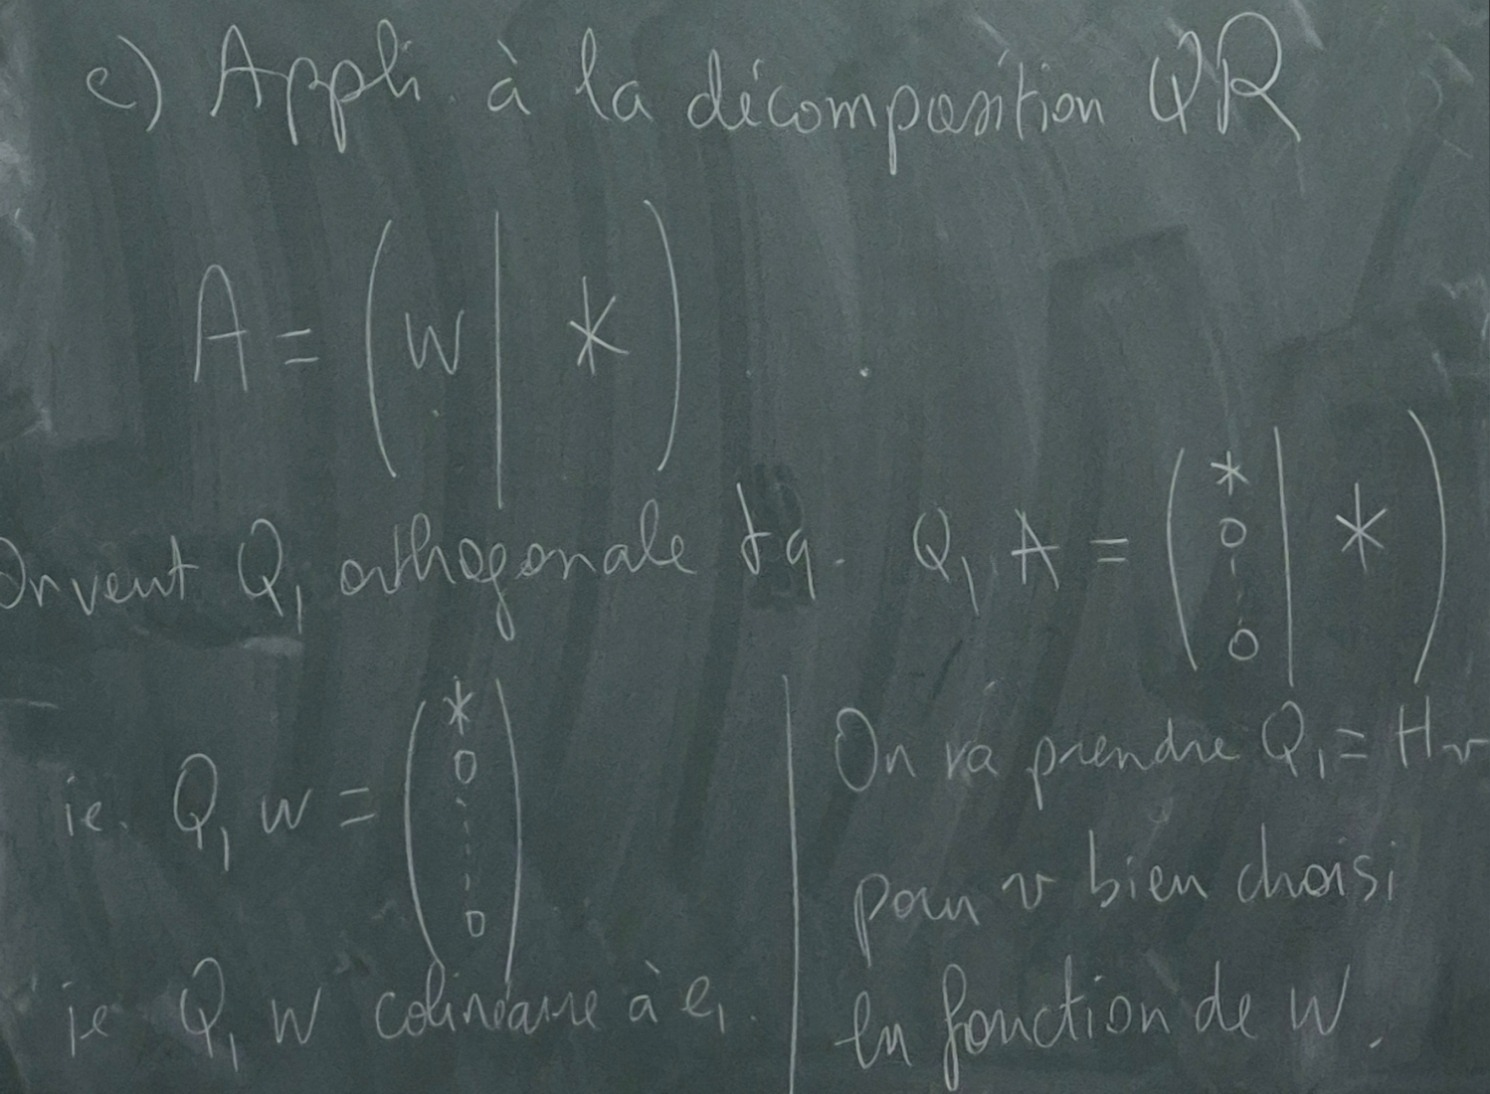 c) Appli. à la décomposition QR
A = ( w | * )
On veut Q₁ orthogonale tq. Q₁ A = ( * 0 ⋮ 0 | * )
ie. Q₁ w = ( * 0 ⋮ 0 )
ie Q₁ w colinéaire à e₁.
On va prendre Q₁ = Hᵥ
pour v bien choisi
en fonction de w.